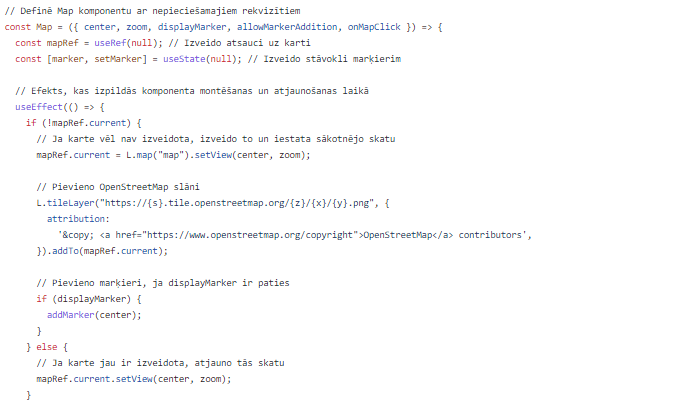 // Definē Map komponentu ar nepieciešamajiem rekvizītiem
const Map = ({ center, zoom, displayMarker, allowMarkerAddition, onMapClick }) => {
  const mapRef = useRef(null); // Izveido atsauci uz karti
  const [marker, setMarker] = useState(null); // Izveido stāvokli marķierim

  // Efekts, kas izpildās komponenta montēšanas un atjaunošanas laikā
  useEffect(() => {
    if (!mapRef.current) {
      // Ja karte vēl nav izveidota, izveido to un iestata sākotnējo skatu
      mapRef.current = L.map("map").setView(center, zoom);

      // Pievieno OpenStreetMap slāni
      L.tileLayer("https://{s}.tile.openstreetmap.org/{z}/{x}/{y}.png", {
        attribution:
          '&copy; <a href="https://www.openstreetmap.org/copyright">OpenStreetMap</a> contributors',
      }).addTo(mapRef.current);

      // Pievieno marķieri, ja displayMarker ir paties
      if (displayMarker) {
        addMarker(center);
      }
    } else {
      // Ja karte jau ir izveidota, atjauno tās skatu
      mapRef.current.setView(center, zoom);
    }